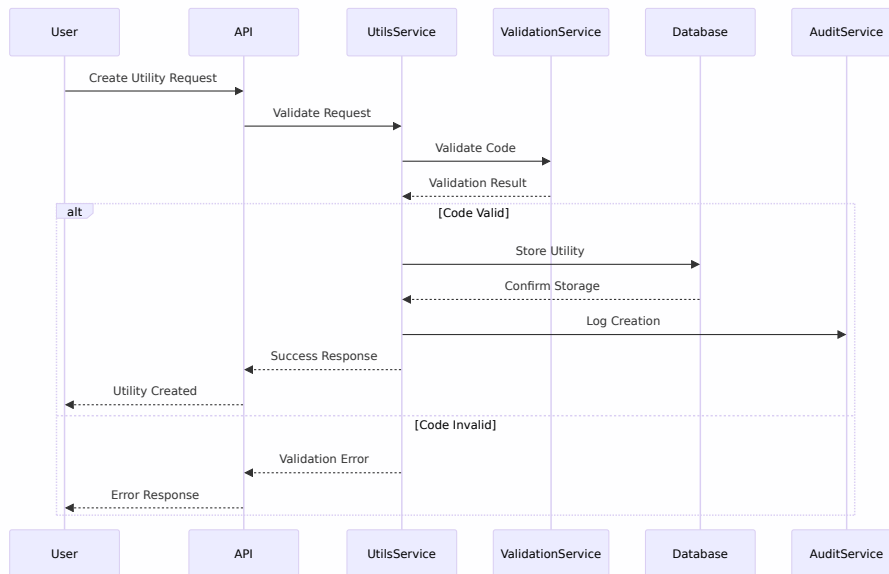 User API UtilsService ValidationService Database AuditService
Create Utility Request
Validate Request
Validate Code
Validation Result
alt [Code Valid]
Store Utility
Confirm Storage
Log Creation
Success Response
Utility Created
[Code Invalid]
Validation Error
Error Response
User API UtilsService ValidationService Database AuditService